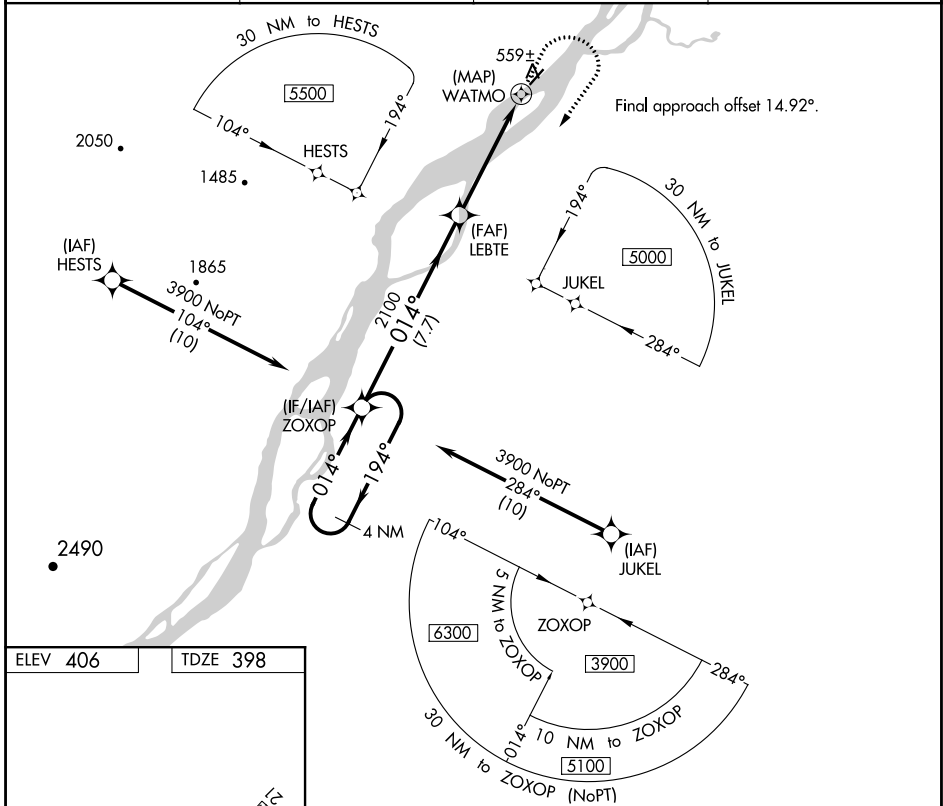 30 NM to HESTS
5500
104°
194°
HESTS
2050
1485
559±
(MAP)
WATMO
Final approach offset 14.92°.
(IAF)
HESTS
1865
3900 NoPT
104°
(10)
(FAF)
LEBTE
2100
014°
(7.7)
194°
30 NM to JUKEL
5000
JUKEL
284°
(IF/IAF)
ZOXOP
014°
194°
4 NM
3900 NoPT
284°
(10)
(IAF)
JUKEL
2490
104°
5 NM to ZOXOP
ZOXOP
6300
3900
284°
014°
10 NM to ZOXOP
5100
30 NM to ZOXOP (NoPT)
ELEV 406
TDZE 398
21